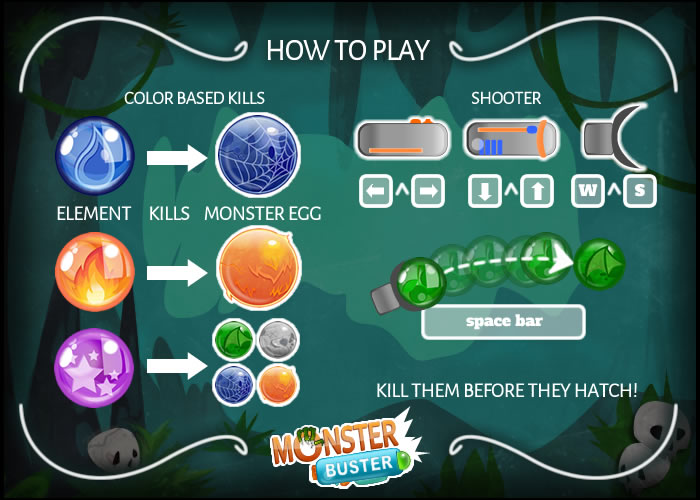 HOW TO PLAY
COLOR BASED KILLS
SHOOTER
W ^ S
ELEMENT KILLS MONSTER EGG
space bar
KILL THEM BEFORE THEY HATCH!
MONSTER
BUSTER